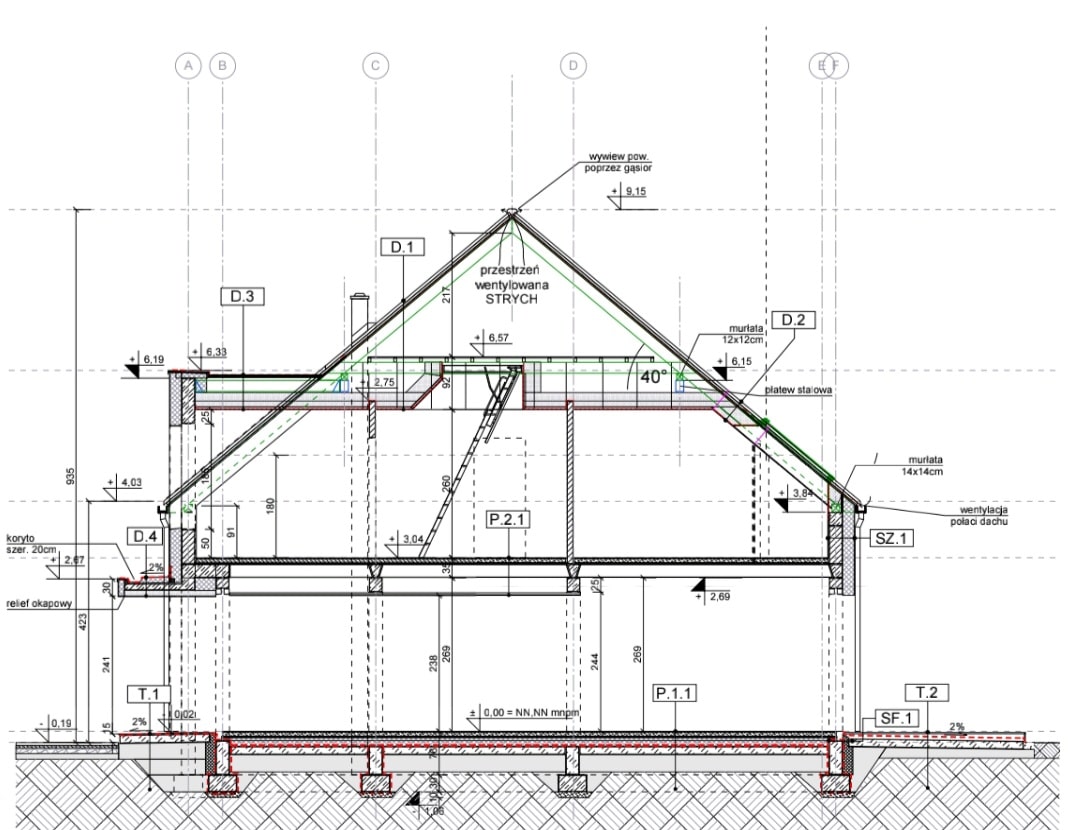 A B C D E F
wywiew pow.
poprzez gąsior
+ 9,15
D.1
przestrzeń
wentylowana
STRYCH
217
D.3
D.2
murłata
12x12cm
+ 6,57
+ 6,33
+ 6,19
+ 6,15
40°
płatew stalowa
+ 2,75
92
25
935
murłata
14x14cm
+ 4,03
+ 3,84
180
260
wentylacja
połaci dachu
P.2.1
91
50
koryto
szer. 20cm
D.4
+ 3,04
SZ.1
+ 2,67
2%
35
30
25
+ 2,69
relief okapowy
423
241
238
269
244
269
T.1
P.1.1
T.2
0,02
± 0,00 = NN,NN mnpm
SF.1
- 0,19
2%
15
2%